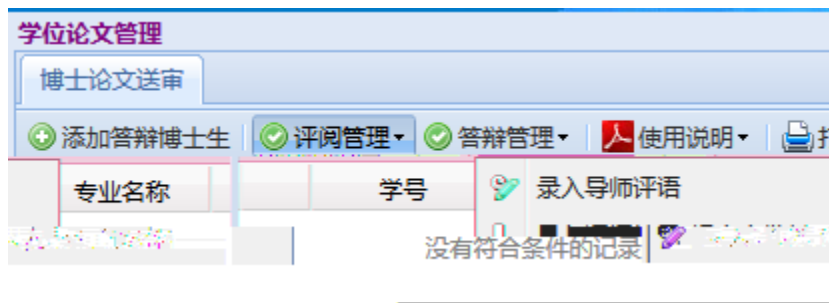 学位论文管理
博士论文送审
添加答辩博士生 评阅管理 答辩管理 使用说明
专业名称 学号 录入导师评语
没有符合条件的记录